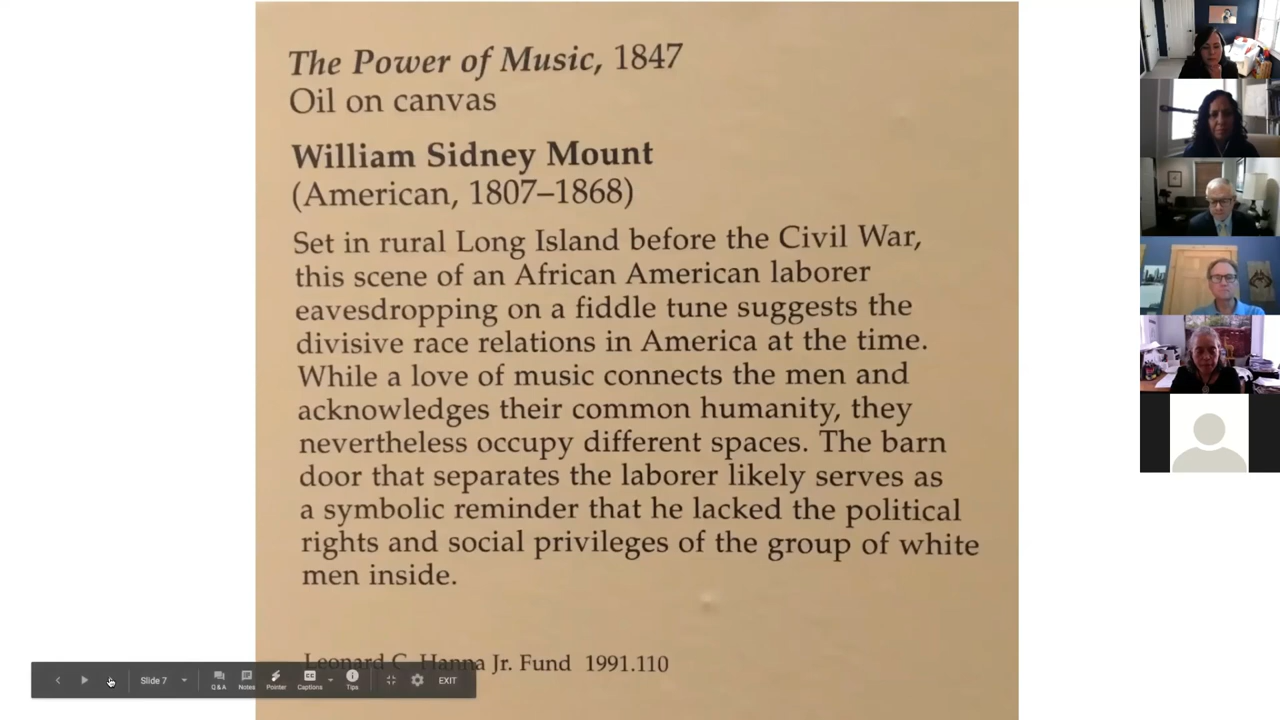 The Power of Music, 1847
Oil on canvas
William Sidney Mount
(American, 1807–1868)
Set in rural Long Island before the Civil War,
this scene of an African American laborer
eavesdropping on a fiddle tune suggests the
divisive race relations in America at the time.
While a love of music connects the men and
acknowledges their common humanity, they
nevertheless occupy different spaces. The barn
door that separates the laborer likely serves as
a symbolic reminder that he lacked the political
rights and social privileges of the group of white
men inside.
Leonard C. Hanna Jr. Fund 1991.110
Slide 7
Q&A
Notes
Pointer
Captions
Tips
EXIT